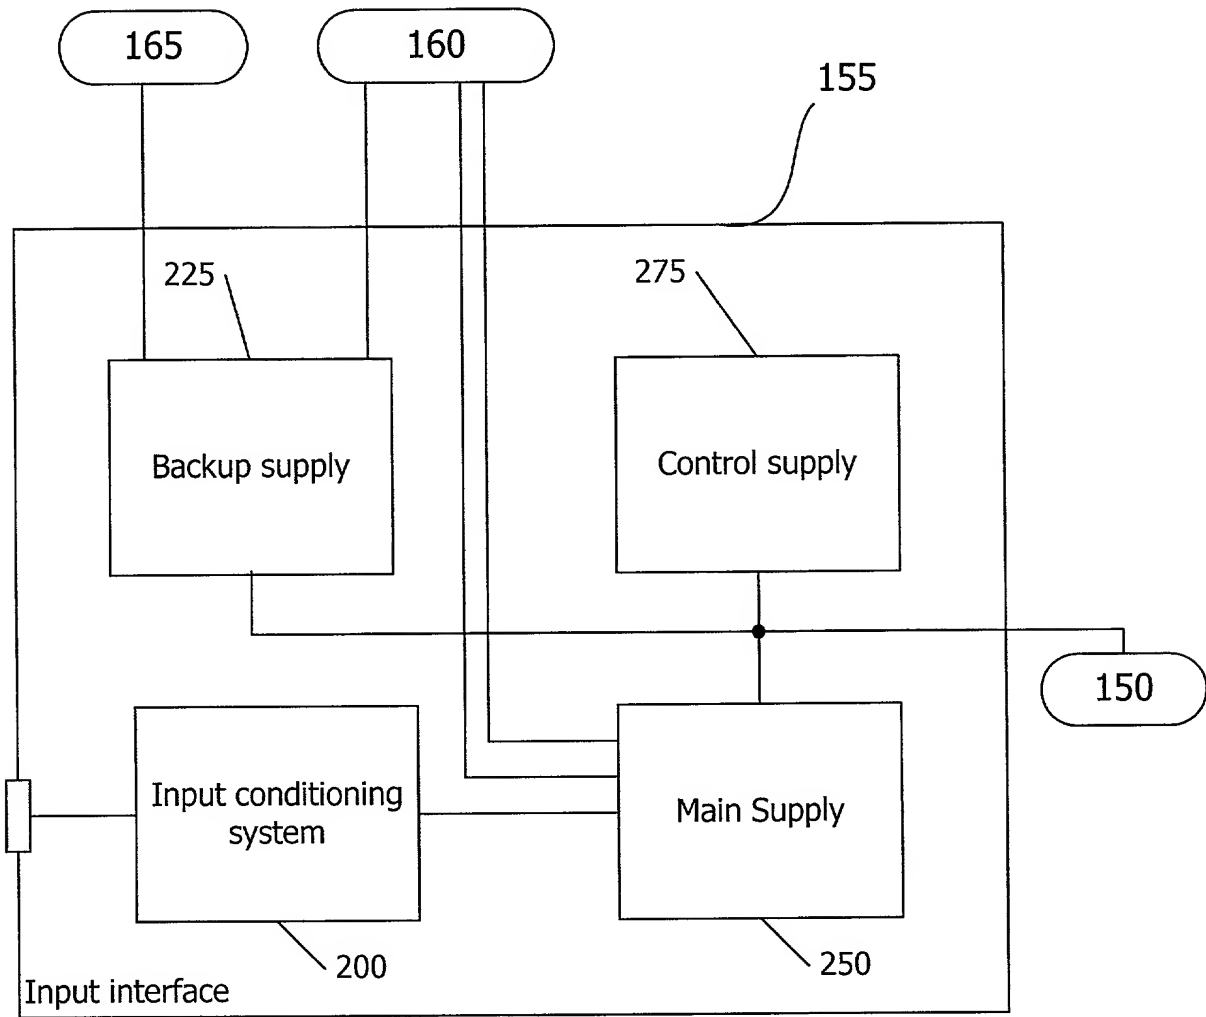 165
160
155
225
275
Backup supply
Control supply
150
Input conditioning
system
Main Supply
200
250
Input interface